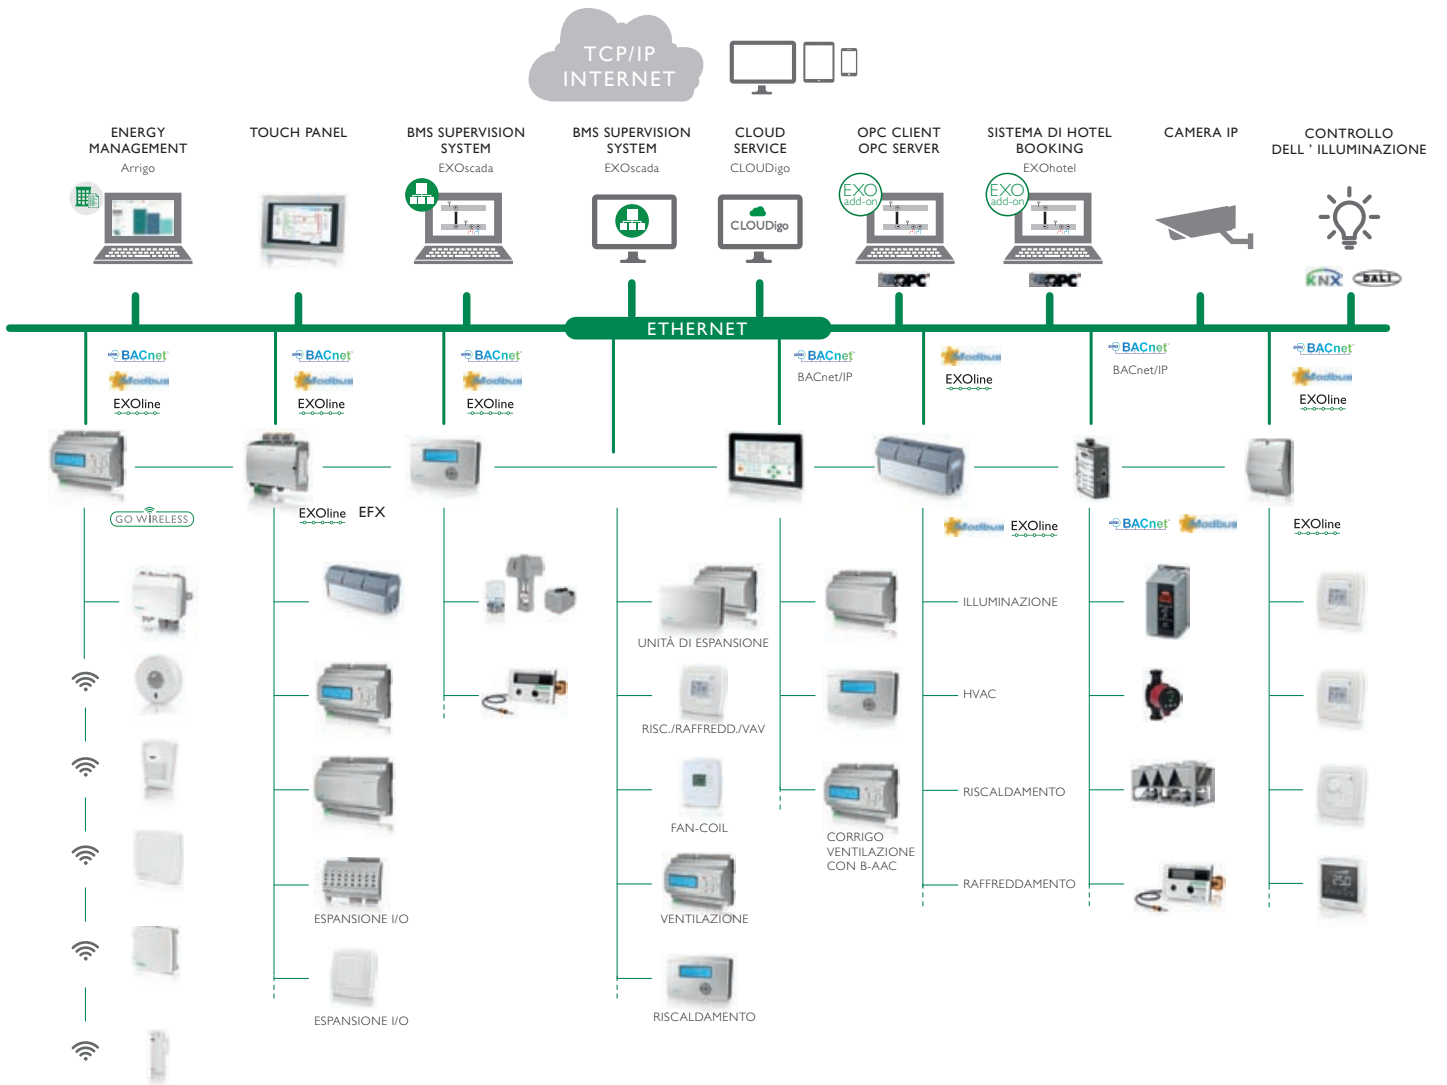 TCP/IP
INTERNET
ENERGY
MANAGEMENT
Arrigo
TOUCH PANEL
BMS SUPERVISION
SYSTEM
EXOscada
BMS SUPERVISION
SYSTEM
EXOscada
CLOUD
SERVICE
CLOUDigo
OPC CLIENT
OPC SERVER
SISTEMA DI HOTEL
BOOKING
EXOhotel
CAMERA IP
CONTROLLO
DELL ' ILLUMINAZIONE
EXO
add-on
EXO
add-on
CLOUDigo
OPC
OPC
KNX
DALI
ETHERNET
BACnet
Modbus
EXOline
BACnet
Modbus
EXOline
BACnet
Modbus
EXOline
BACnet
BACnet/IP
Modbus
EXOline
BACnet
BACnet/IP
BACnet
Modbus
EXOline
GO WIRELESS
EXOline EFX
Modbus EXOline
BACnet Modbus
EXOline
ILLUMINAZIONE
UNITÀ DI ESPANSIONE
HVAC
RISC./RAFFREDD./VAV
RISCALDAMENTO
FAN-COIL
CORRIGO
VENTILAZIONE
CON B-AAC
RAFFREDDAMENTO
25.0
ESPANSIONE I/O
VENTILAZIONE
ESPANSIONE I/O
RISCALDAMENTO